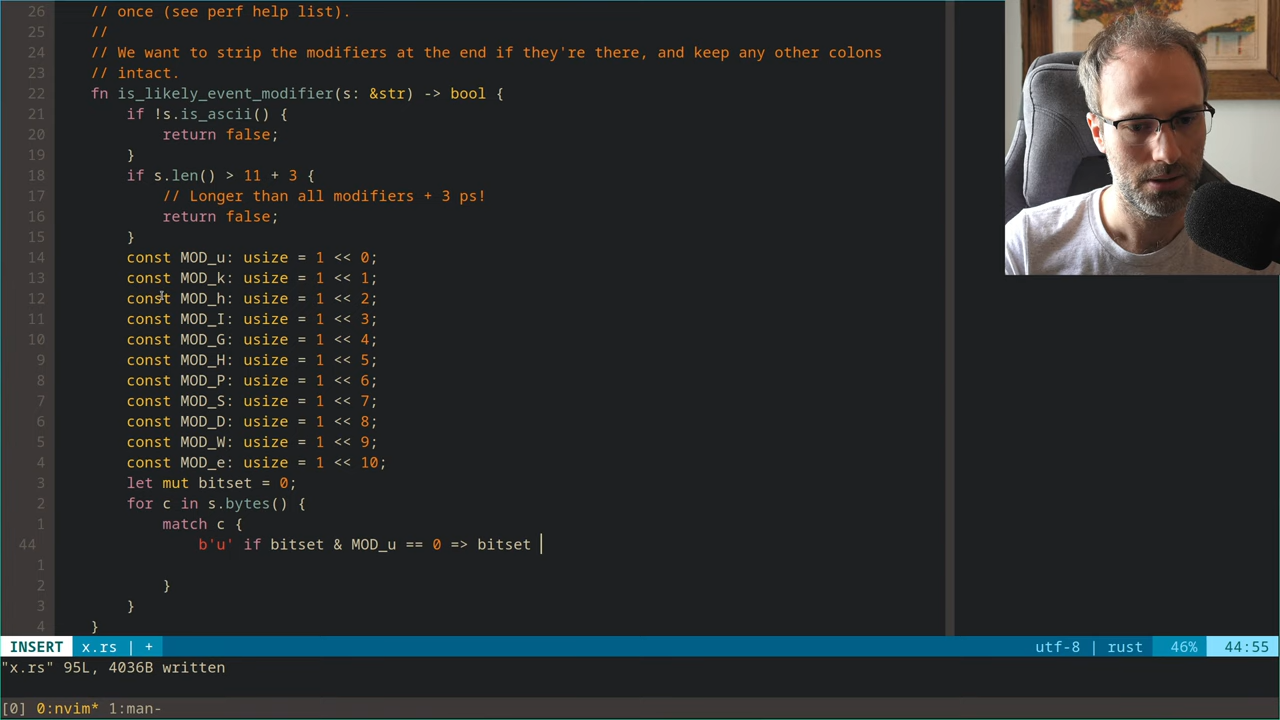 26 // once (see perf help list).
25 //
24 // We want to strip the modifiers at the end if they're there, and keep any other colons
23 // intact.
22 fn is_likely_event_modifier(s: &str) -> bool {
21 if !s.is_ascii() {
20 return false;
19 }
18 if s.len() > 11 + 3 {
17 // Longer than all modifiers + 3 ps!
16 return false;
15 }
14 const MOD_u: usize = 1 << 0;
13 const MOD_k: usize = 1 << 1;
12 const MOD_h: usize = 1 << 2;
11 const MOD_I: usize = 1 << 3;
10 const MOD_G: usize = 1 << 4;
9 const MOD_H: usize = 1 << 5;
8 const MOD_P: usize = 1 << 6;
7 const MOD_S: usize = 1 << 7;
6 const MOD_D: usize = 1 << 8;
5 const MOD_W: usize = 1 << 9;
4 const MOD_e: usize = 1 << 10;
3 let mut bitset = 0;
2 for c in s.bytes() {
1 match c {
44 b'u' if bitset & MOD_u == 0 => bitset
1
2 }
3 }
4 }
INSERT x.rs | + utf-8 | rust 46% 44:55
"x.rs" 95L, 4036B written
[0] 0:nvim* 1:man-